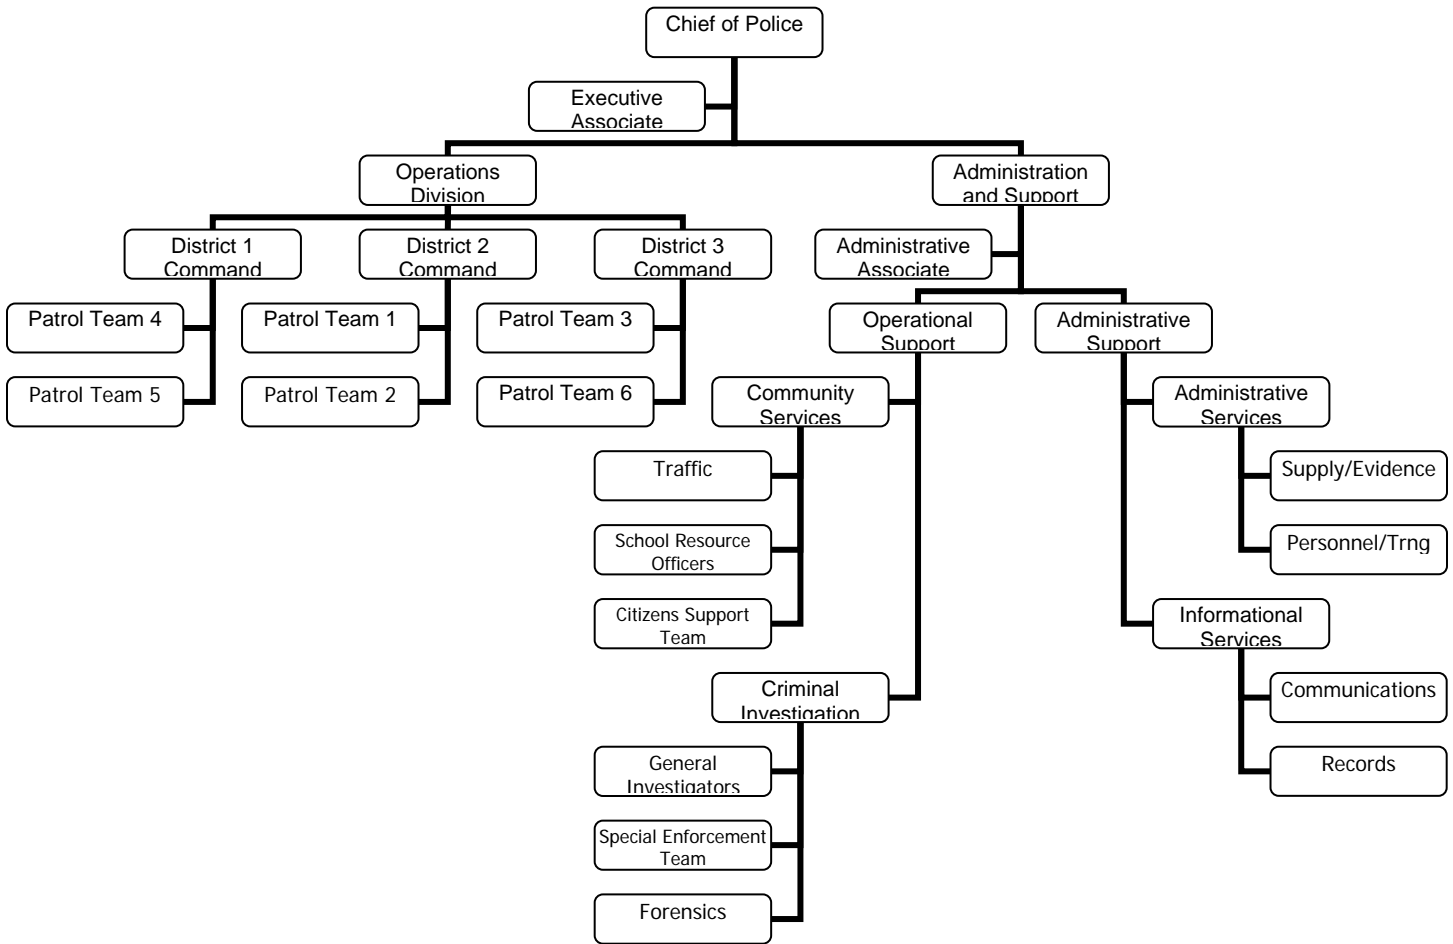 Chief of Police
Executive
Associate
Operations
Division
Administration
and Support
District 1
Command
District 2
Command
District 3
Command
Administrative
Associate
Patrol Team 4
Patrol Team 1
Patrol Team 3
Operational
Support
Administrative
Support
Patrol Team 5
Patrol Team 2
Patrol Team 6
Community
Services
Administrative
Services
Traffic
Supply/Evidence
School Resource
Officers
Personnel/Trng
Citizens Support
Team
Informational
Services
Criminal
Investigation
Communications
General
Investigators
Records
Special Enforcement
Team
Forensics